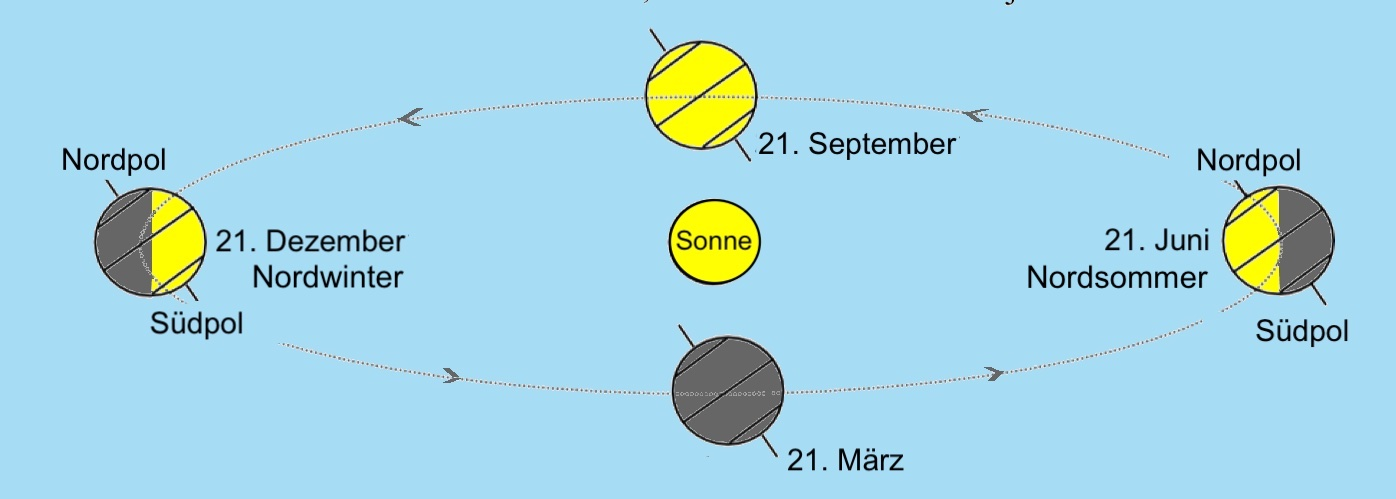 21. September
Nordpol
Nordpol
21. Dezember
Nordwinter
Sonne
21. Juni
Nordsommer
Südpol
Südpol
21. März